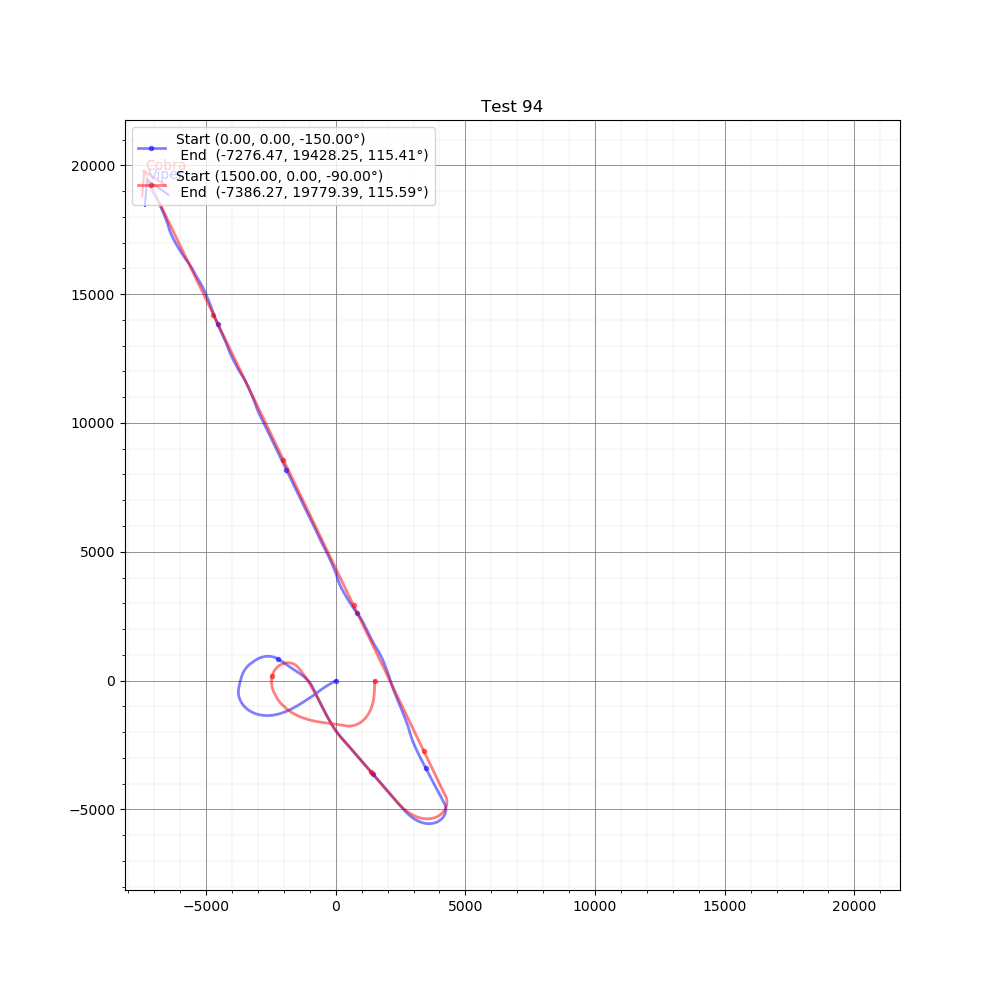 Test 94
Start (0.00, 0.00, -150.00°)
End (-7276.47, 19428.25, 115.41°)
Start (1500.00, 0.00, -90.00°)
End (-7386.27, 19779.39, 115.59°)
Cobra
Viper
20000
15000
10000
5000
0
−5000
−5000
0
5000
10000
15000
20000